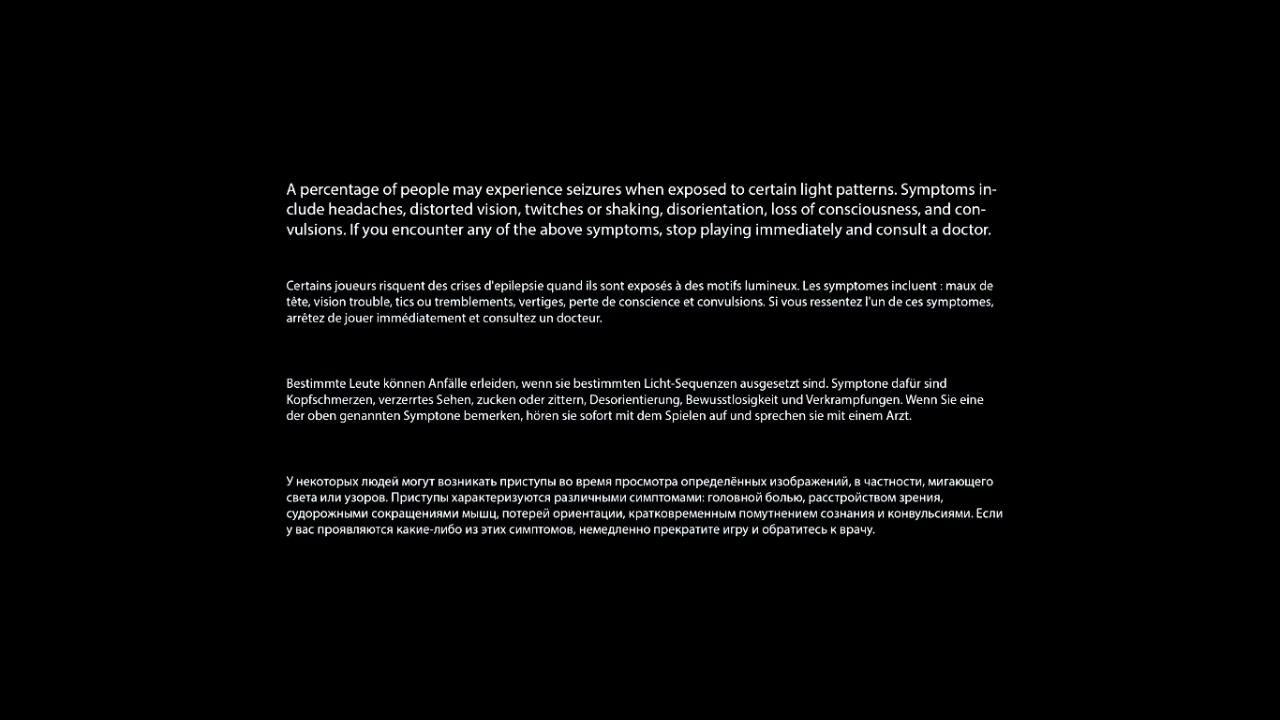 A percentage of people may experience seizures when exposed to certain light patterns. Symptoms in-
clude headaches, distorted vision, twitches or shaking, disorientation, loss of consciousness, and con-
vulsions. If you encounter any of the above symptoms, stop playing immediately and consult a doctor.
Certains joueurs risquent des crises d'epilepsie quand ils sont exposés à des motifs lumineux. Les symptomes incluent : maux de
tête, vision trouble, tics ou tremblements, vertiges, perte de conscience et convulsions. Si vous ressentez l'un de ces symptomes,
arrêtez de jouer immédiatement et consultez un docteur.
Bestimmte Leute können Anfälle erleiden, wenn sie bestimmten Licht-Sequenzen ausgesetzt sind. Symptone dafür sind
Kopfschmerzen, verzerrtes Sehen, zucken oder zittern, Desorientierung, Bewusstlosigkeit und Verkrampfungen. Wenn Sie eine
der oben genannten Symptone bemerken, hören sie sofort mit dem Spielen auf und sprechen sie mit einem Arzt.
У некоторых людей могут возникать приступы во время просмотра определённых изображений, в частности, мигающего
света или узоров. Приступы характеризуются различными симптомами: головной болью, расстройством зрения,
судорожными сокращениями мышц, потерей ориентации, кратковременным помутнением сознания и конвульсиями. Если
у вас проявляются какие-либо из этих симптомов, немедленно прекратите игру и обратитесь к врачу.